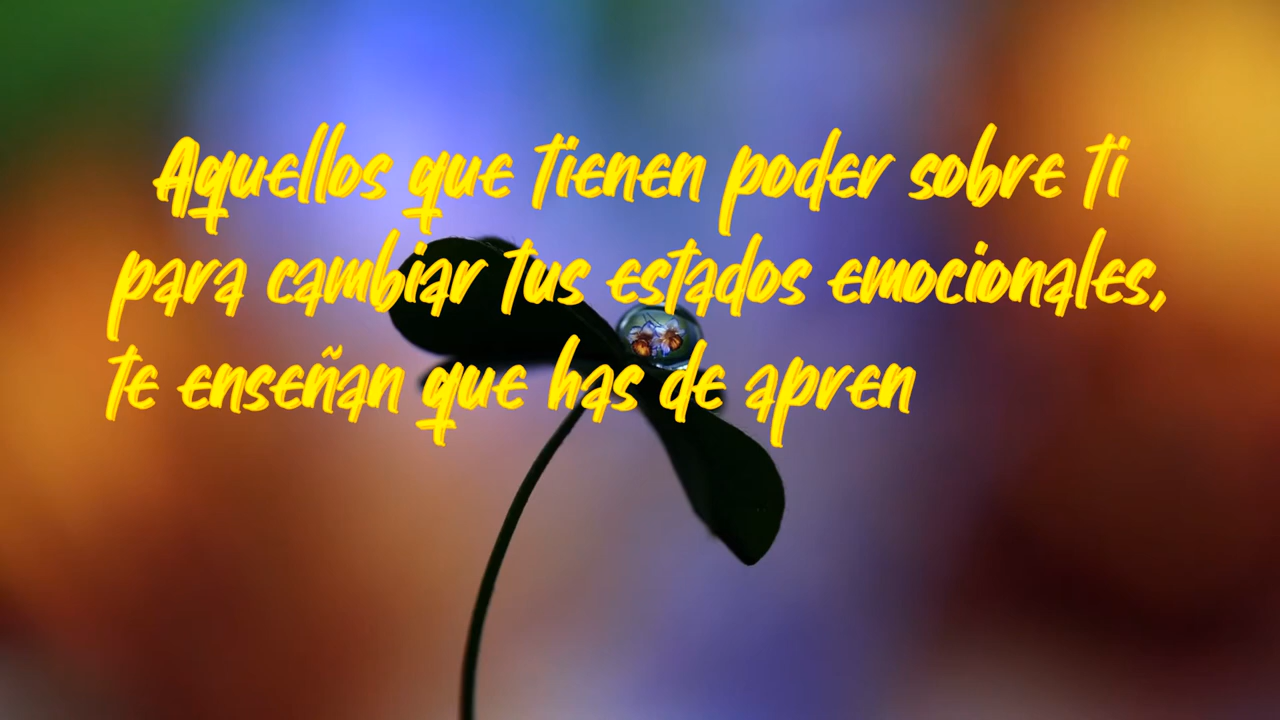 Aquellos que tienen poder sobre ti
para cambiar tus estados emocionales,
te enseñan que has de apren